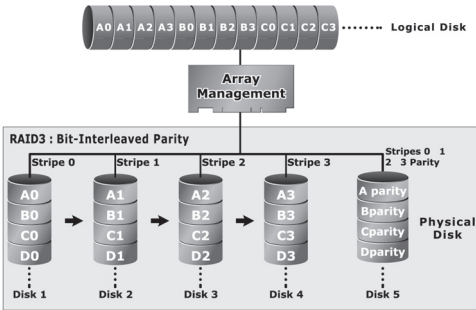 A0 A1 A2 A3 B0 B1 B2 B3 C0 C1 C2 C3 Logical Disk
Array
Management
RAID3 : Bit-Interleaved Parity
Stripe 0 Stripe 1 Stripe 2 Stripe 3 Stripes 0 1
2 3 Parity
A0 A1 A2 A3 A parity
B0 B1 B2 B3 Bparity
C0 C1 C2 C3 Cparity
D0 D1 D2 D3 Dparity
Physical
Disk
Disk 1 Disk 2 Disk 3 Disk 4 Disk 5